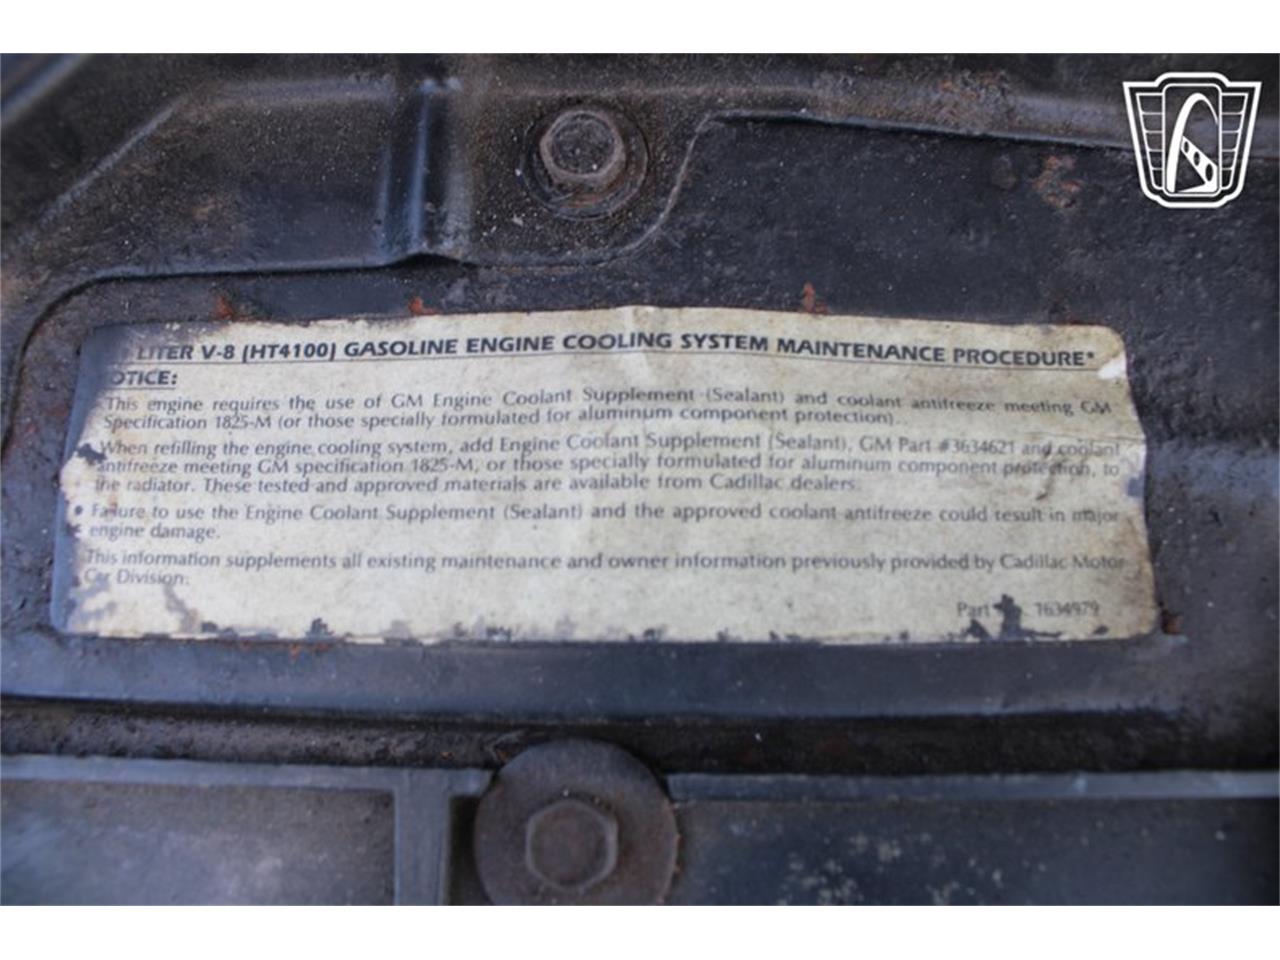 LITER V-8 (HT4100) GASOLINE ENGINE COOLING SYSTEM MAINTENANCE PROCEDURE*
OTICE:
This engine requires the use of GM Engine Coolant Supplement (Sealant) and coolant antifreeze meeting GM
Specification 1825-M (or those specially formulated for aluminum component protection).
When refilling the engine cooling system, add Engine Coolant Supplement (Sealant), GM Part #3634621 and coolant
antifreeze meeting GM specification 1825-M, or those specially formulated for aluminum component protection, to
the radiator. These tested and approved materials are available from Cadillac dealers.
• Failure to use the Engine Coolant Supplement (Sealant) and the approved coolant antifreeze could result in major
engine damage.
This information supplements all existing maintenance and owner information previously provided by Cadillac Motor
Car Division.
Part 1634979